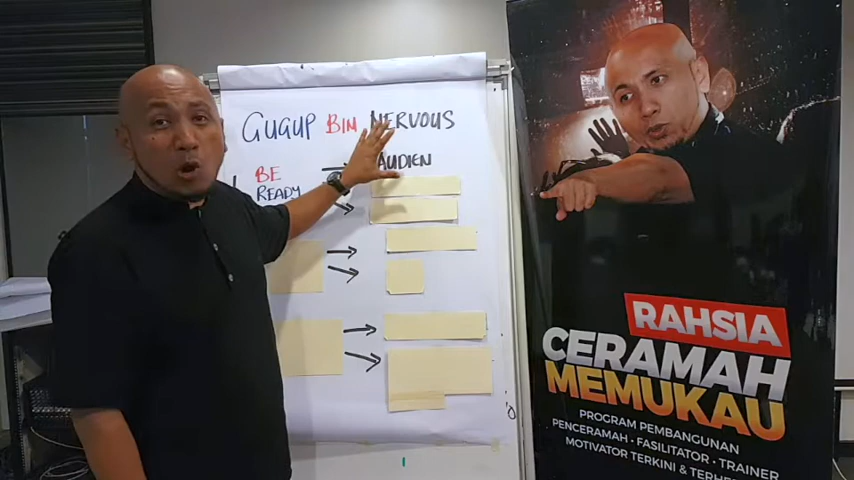 GUGUP BIN NERVOUS
BE
READY
AUDIEN
RAHSIA
CERAMAH
MEMUKAU
PROGRAM PEMBANGUNAN
PENCERAMAH • FASILITATOR • TRAINER
MOTIVATOR TERKINI &